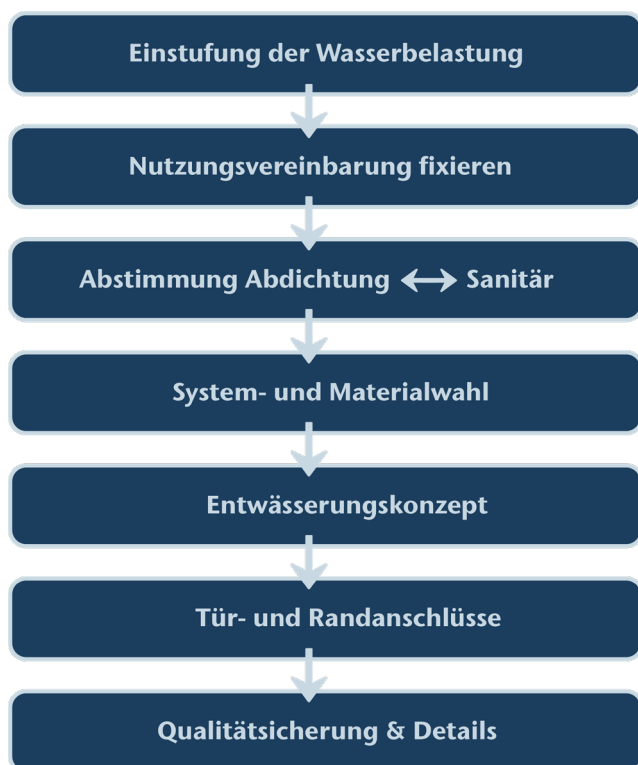 Einstufung der Wasserbelastung
Nutzungsvereinbarung fixieren
Abstimmung Abdichtung ↔ Sanitär
System- und Materialwahl
Entwässerungskonzept
Tür- und Randanschlüsse
Qualitätsicherung & Details